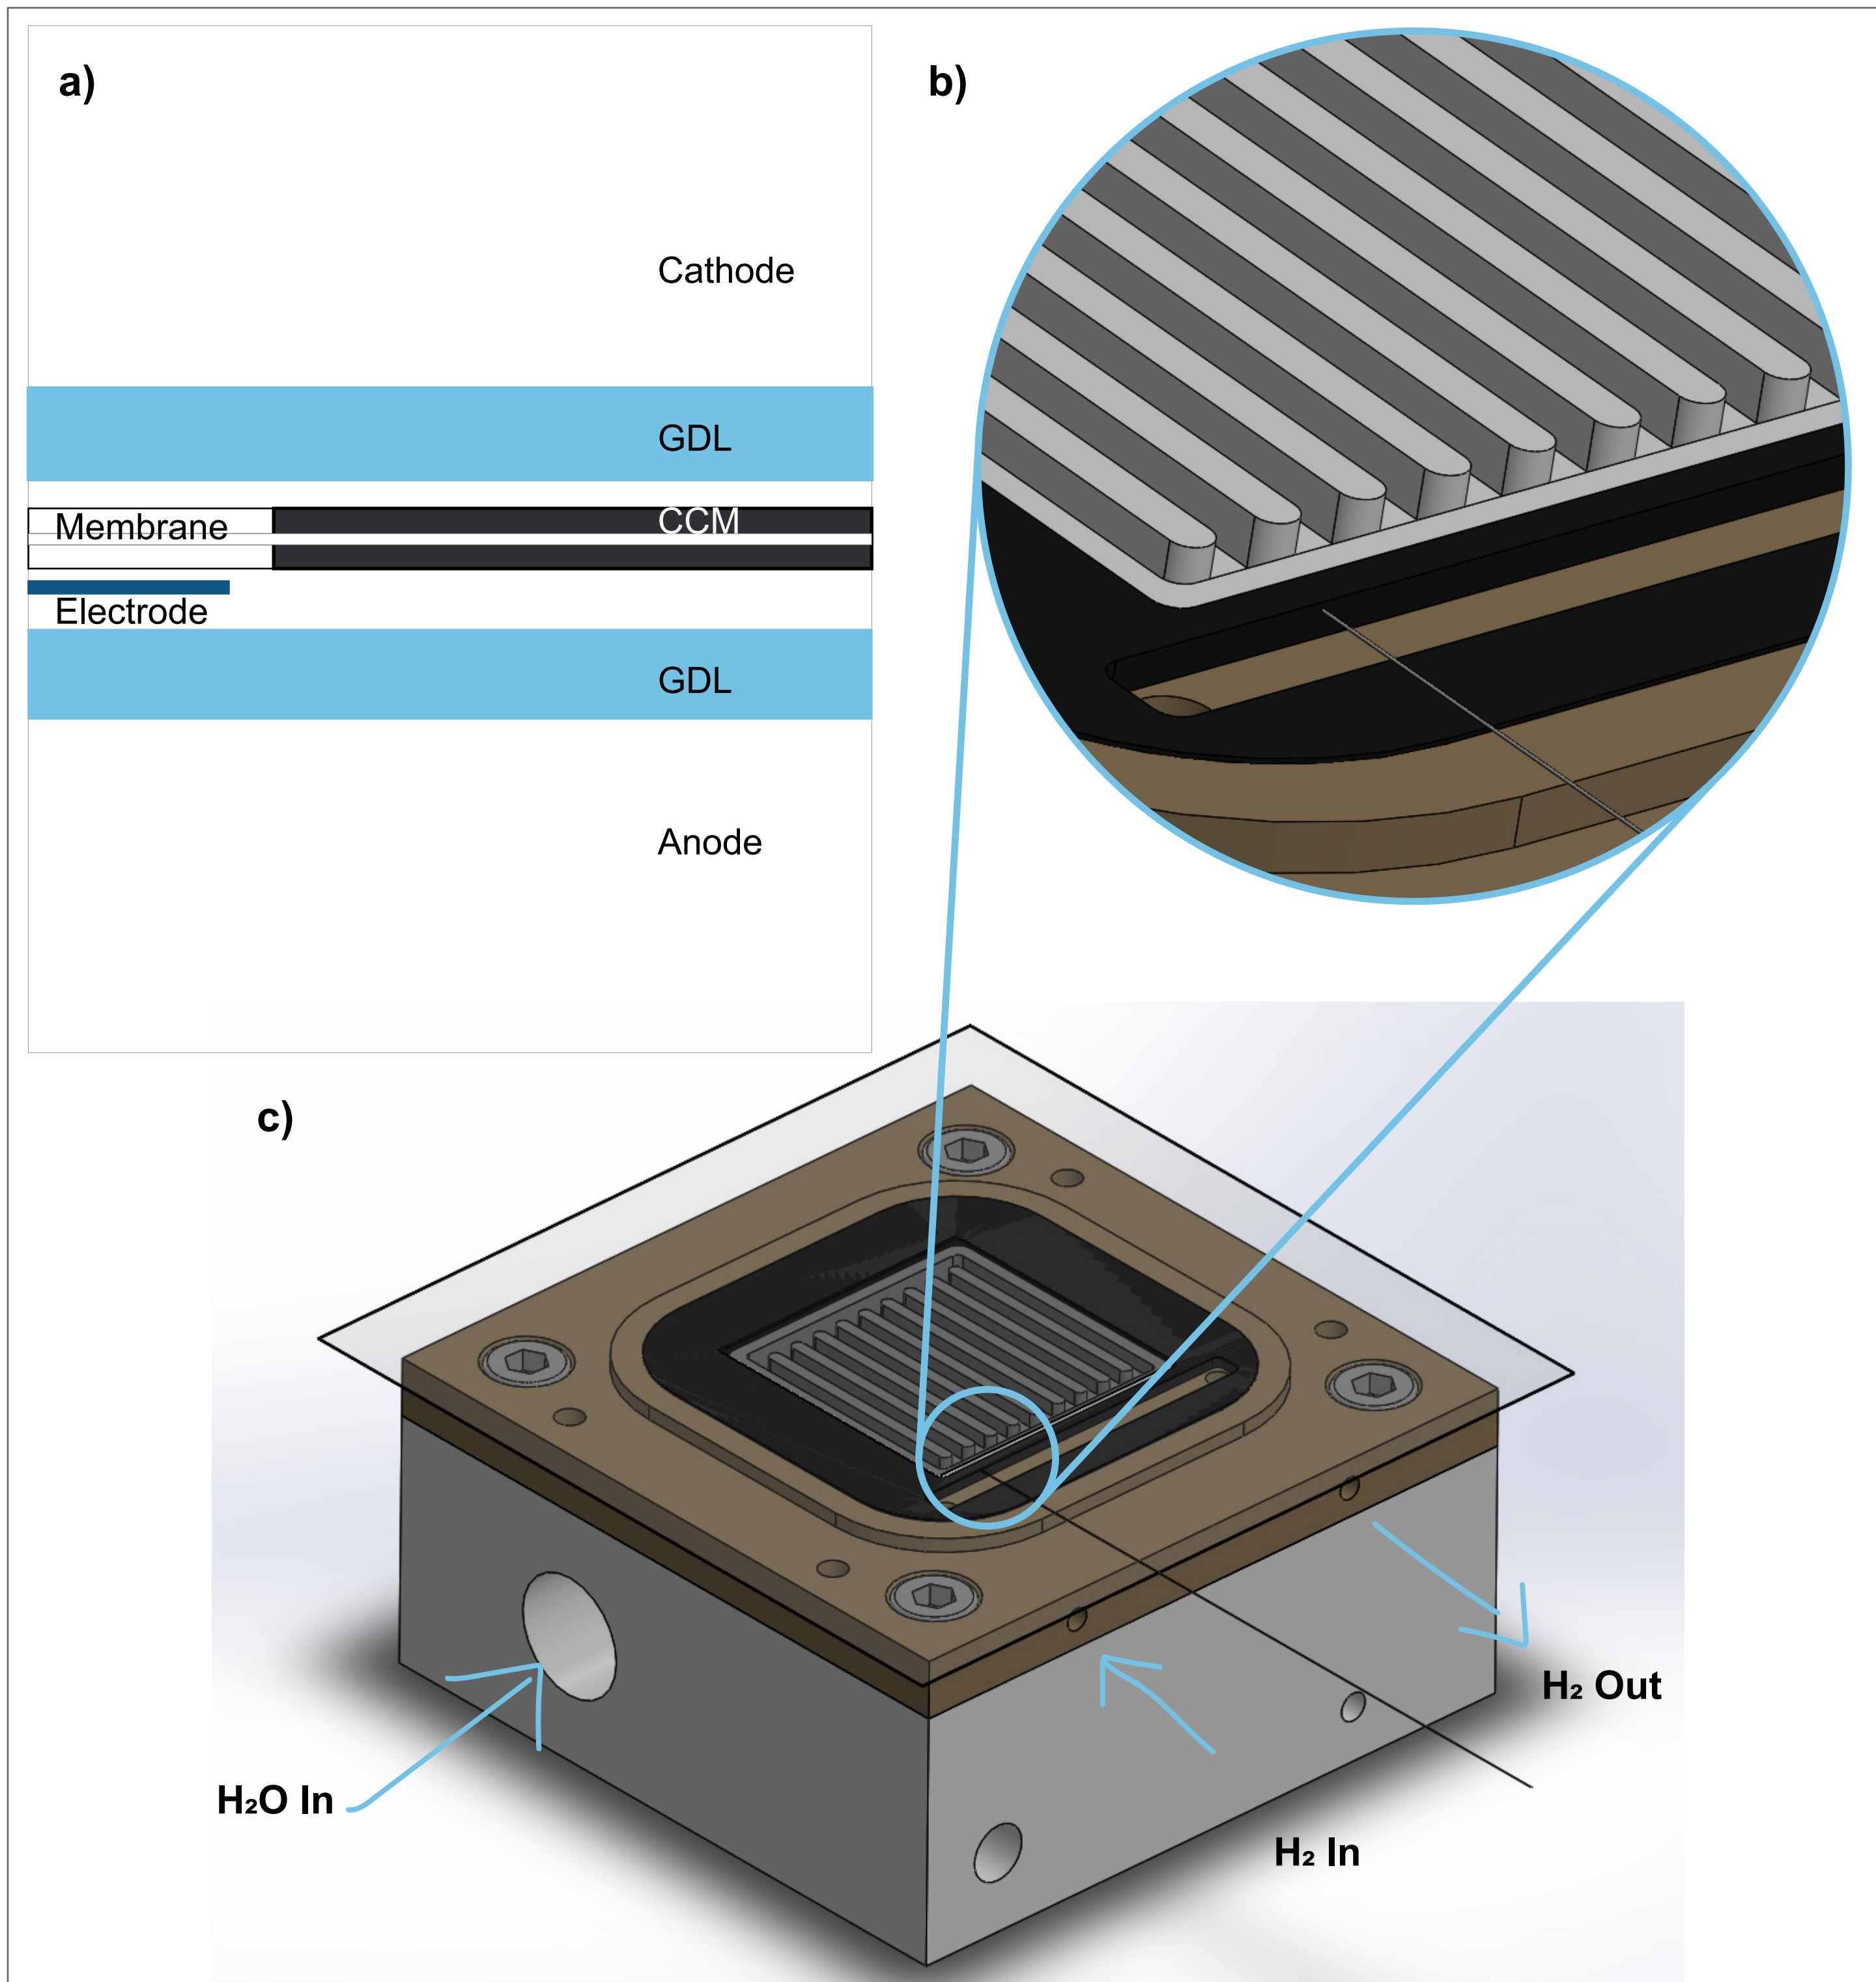 a)
Cathode
GDL
CCM
Membrane
Electrode
GDL
Anode
b)
c)
H₂O In
H₂ In
H₂ Out